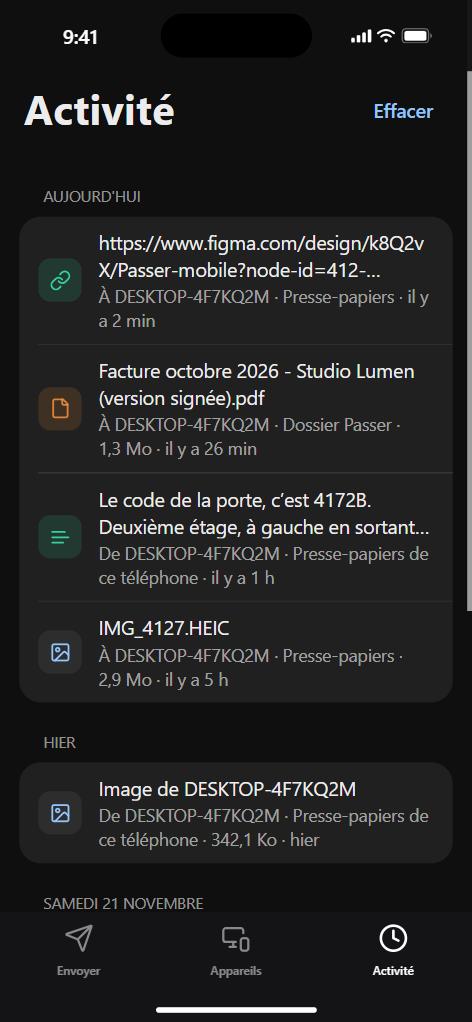 9:41
Activité
Effacer
AUJOURD'HUI
https://www.figma.com/design/k8Q2v
X/Passer-mobile?node-id=412-...
À DESKTOP-4F7KQ2M · Presse-papiers · il y
a 2 min
Facture octobre 2026 - Studio Lumen
(version signée).pdf
À DESKTOP-4F7KQ2M · Dossier Passer ·
1,3 Mo · il y a 26 min
Le code de la porte, c’est 4172B.
Deuxième étage, à gauche en sortant...
De DESKTOP-4F7KQ2M · Presse-papiers de
ce téléphone · il y a 1 h
IMG_4127.HEIC
À DESKTOP-4F7KQ2M · Presse-papiers ·
2,9 Mo · il y a 5 h
HIER
Image de DESKTOP-4F7KQ2M
De DESKTOP-4F7KQ2M · Presse-papiers de
ce téléphone · 342,1 Ko · hier
SAMEDI 21 NOVEMBRE
Envoyer
Appareils
Activité